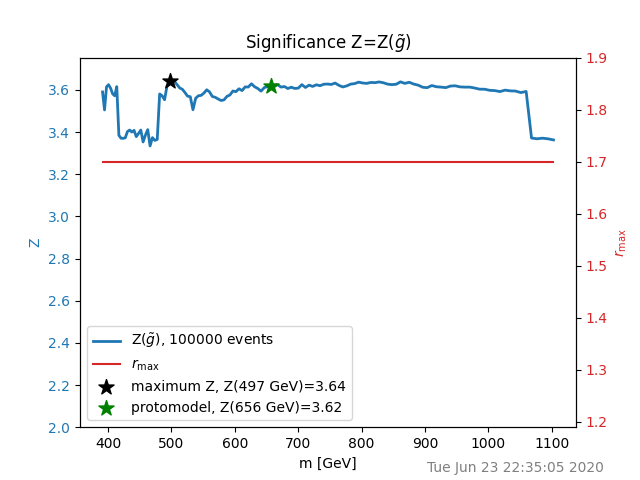 Significance Z=Z(g̃)
3.6
3.4
3.2
3.0
2.8
2.6
2.4
2.2
2.0
Z
1.9
1.8
1.7
1.6
1.5
1.4
1.3
1.2
r_max
Z(g̃), 100000 events
r_max
maximum Z, Z(497 GeV)=3.64
protomodel, Z(656 GeV)=3.62
400 500 600 700 800 900 1000 1100
m [GeV]
Tue Jun 23 22:35:05 2020